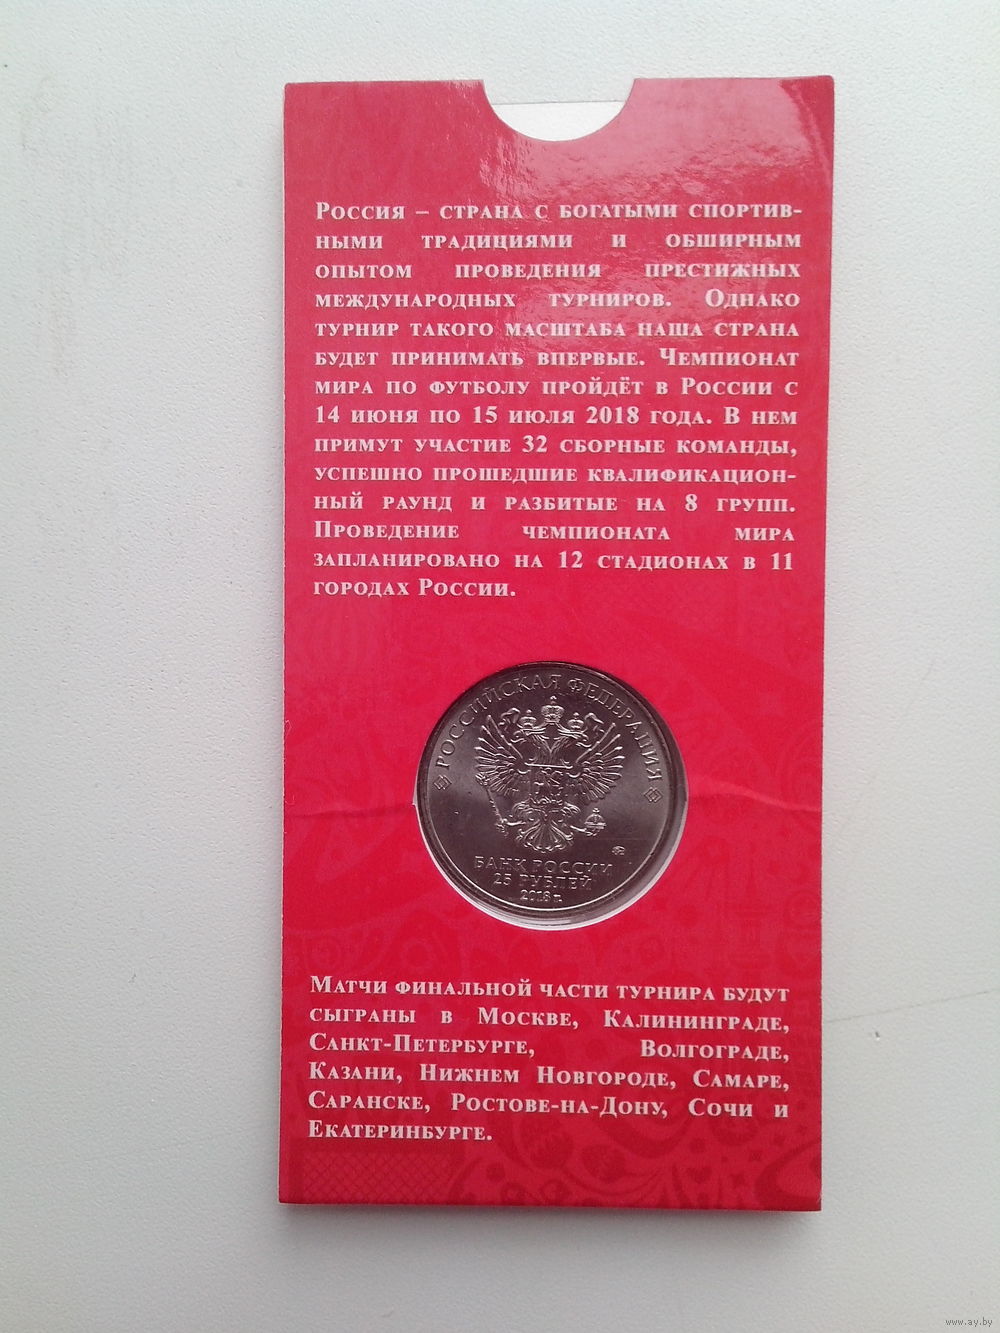 Россия – страна с богатыми спортив-
ными традициями и обширным
опытом проведения престижных
международных турниров. Однако
турнир такого масштаба наша страна
будет принимать впервые. Чемпионат
мира по футболу пройдёт в России с
14 июня по 15 июля 2018 года. В нем
примут участие 32 сборные команды,
успешно прошедшие квалификацион-
ный раунд и разбитые на 8 групп.
Проведение чемпионата мира
запланировано на 12 стадионах в 11
городах России.
РОССИЙСКАЯ ФЕДЕРАЦИЯ
БАНК РОССИИ
25 РУБЛЕЙ
2018 г.
Матчи финальной части турнира будут
сыграны в Москве, Калининграде,
Санкт-Петербурге, Волгограде,
Казани, Нижнем Новгороде, Самаре,
Саранске, Ростове-на-Дону, Сочи и
Екатеринбурге.
www.ay.by